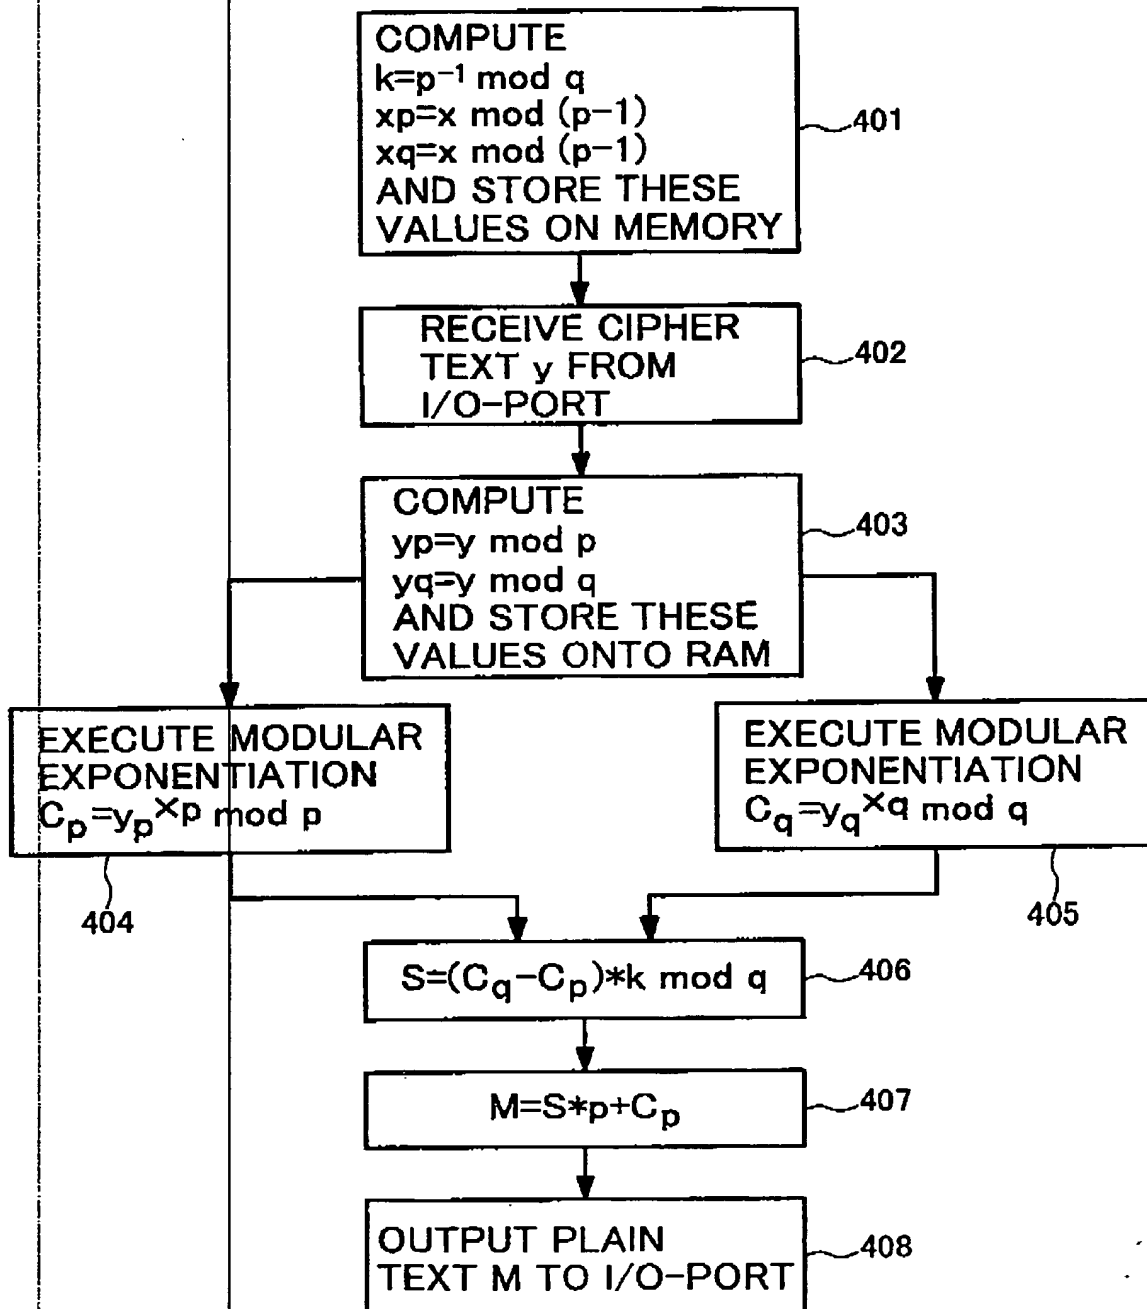 COMPUTE
k=p⁻¹ mod q
xp=x mod (p-1)
xq=x mod (p-1)
AND STORE THESE
VALUES ON MEMORY
401
RECEIVE CIPHER
TEXT y FROM
I/O-PORT
402
COMPUTE
yp=y mod p
yq=y mod q
AND STORE THESE
VALUES ONTO RAM
403
EXECUTE MODULAR
EXPONENTIATION
Cp=yp^xp mod p
404
EXECUTE MODULAR
EXPONENTIATION
Cq=yq^xq mod q
405
S=(Cq-Cp)*k mod q
406
M=S*p+Cp
407
OUTPUT PLAIN
TEXT M TO I/O-PORT
408